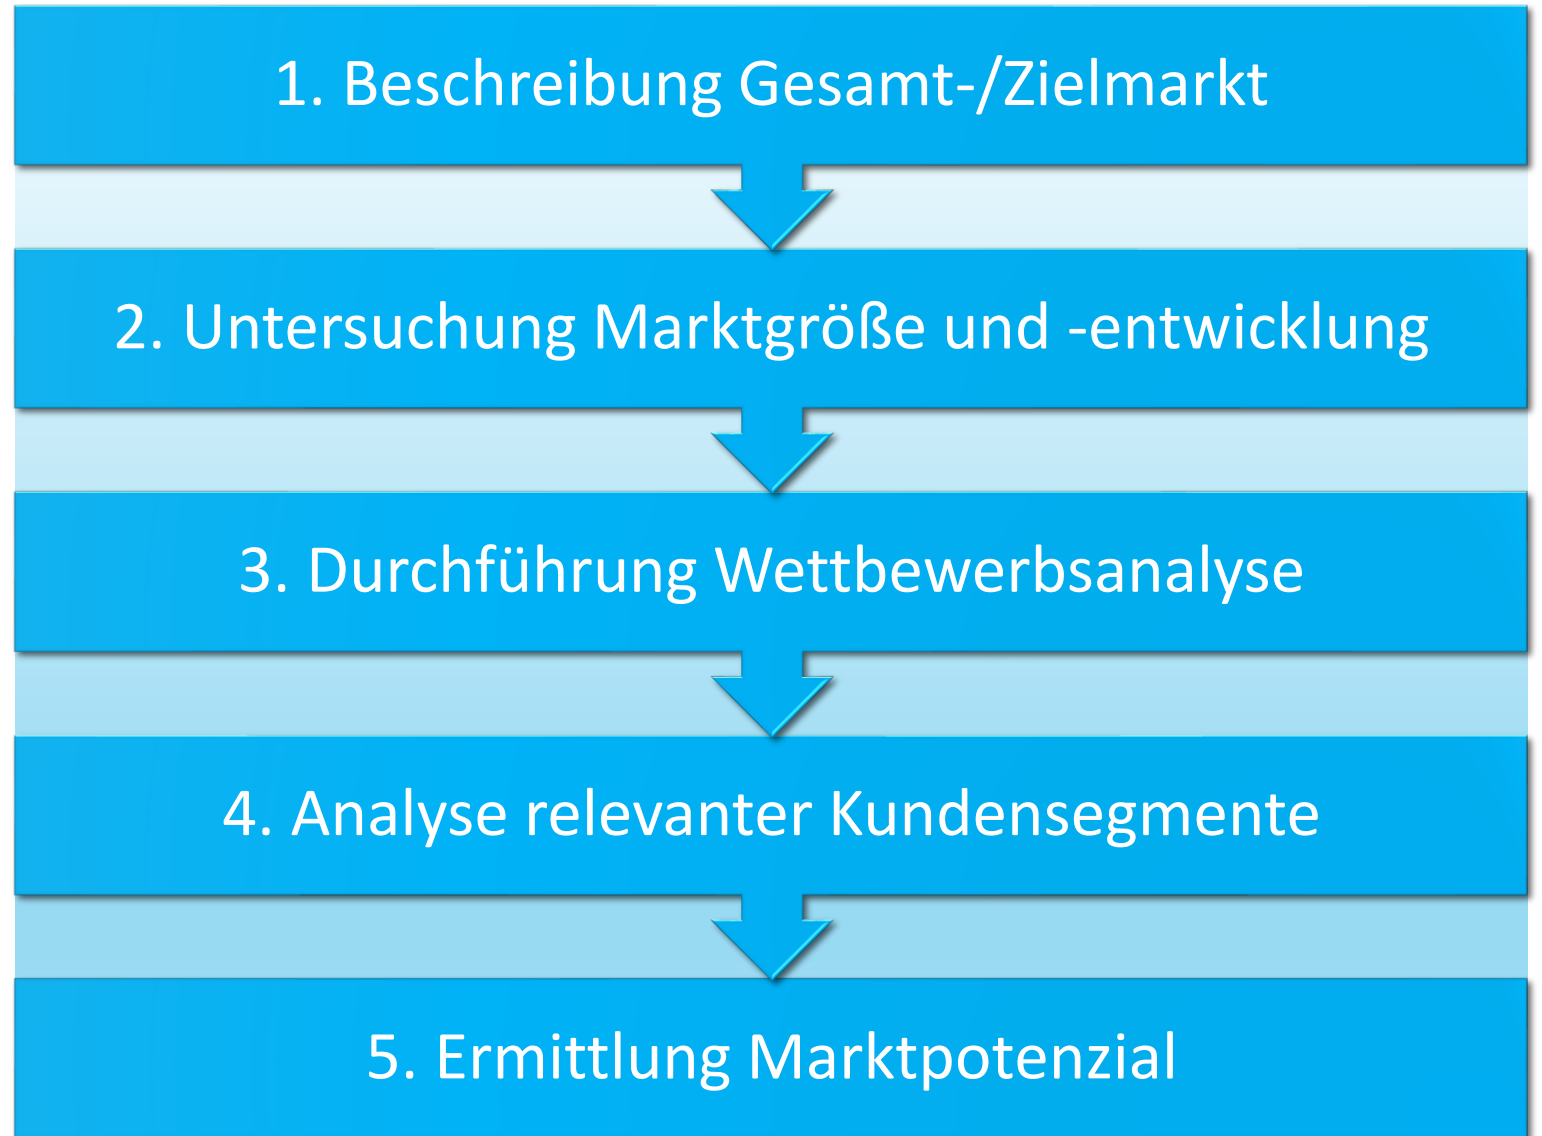 1. Beschreibung Gesamt-/Zielmarkt
2. Untersuchung Marktgröße und -entwicklung
3. Durchführung Wettbewerbsanalyse
4. Analyse relevanter Kundensegmente
5. Ermittlung Marktpotenzial